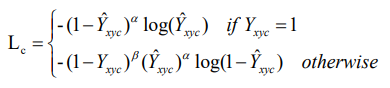 L_c = { -(1-Ŷ_xyc)^α log(Ŷ_xyc) if Y_xyc = 1
-(1-Y_xyc)^β (Ŷ_xyc)^α log(1-Ŷ_xyc) otherwise